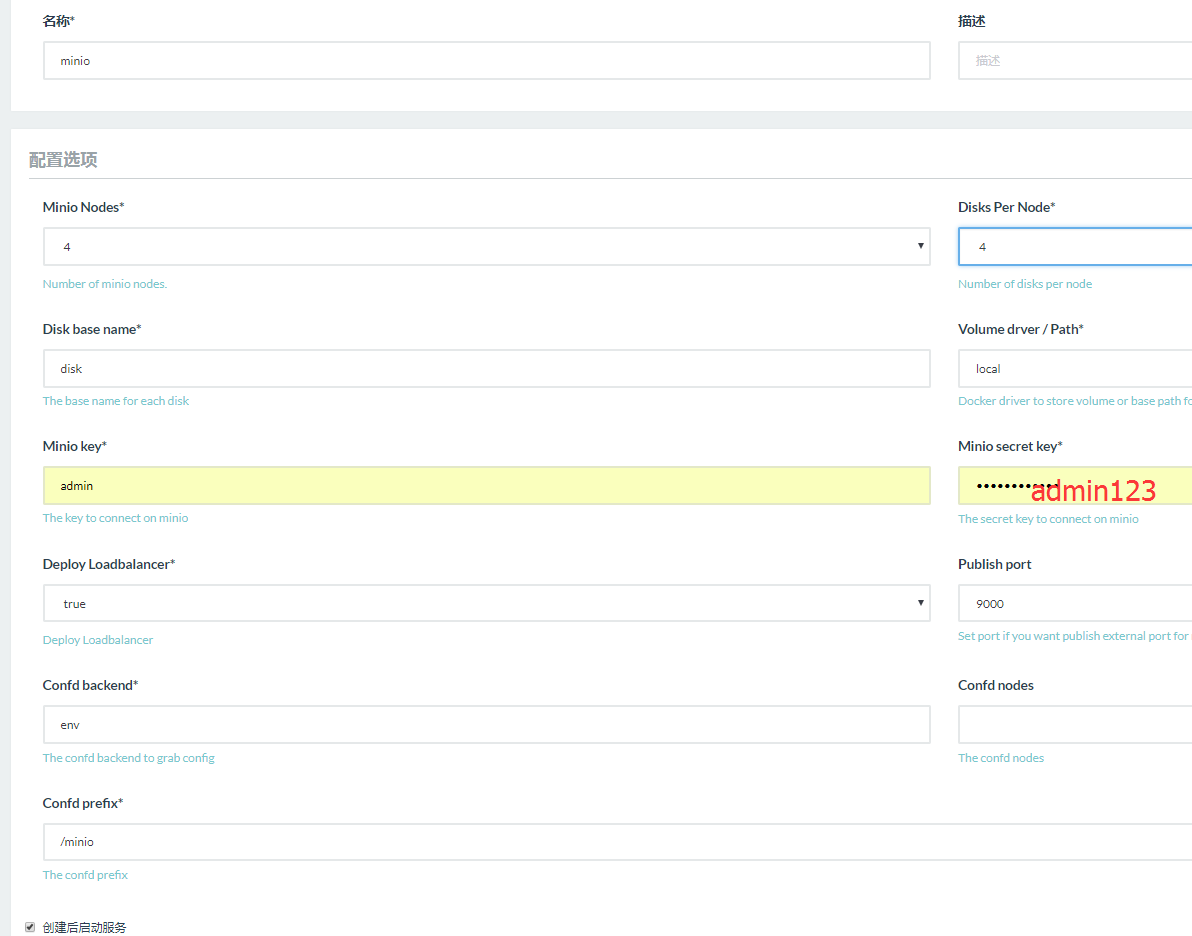 名称*
描述
minio
描述
配置选项
Minio Nodes*
Disks Per Node*
4
4
Number of minio nodes.
Number of disks per node
Disk base name*
Volume drver / Path*
disk
local
The base name for each disk
Docker driver to store volume or base path fo
Minio key*
Minio secret key*
admin
••••••••••••
admin123
The key to connect on minio
The secret key to connect on minio
Deploy Loadbalancer*
Publish port
true
9000
Deploy Loadbalancer
Set port if you want publish external port for
Confd backend*
Confd nodes
env
The confd backend to grab config
The confd nodes
Confd prefix*
/minio
The confd prefix
创建后启动服务